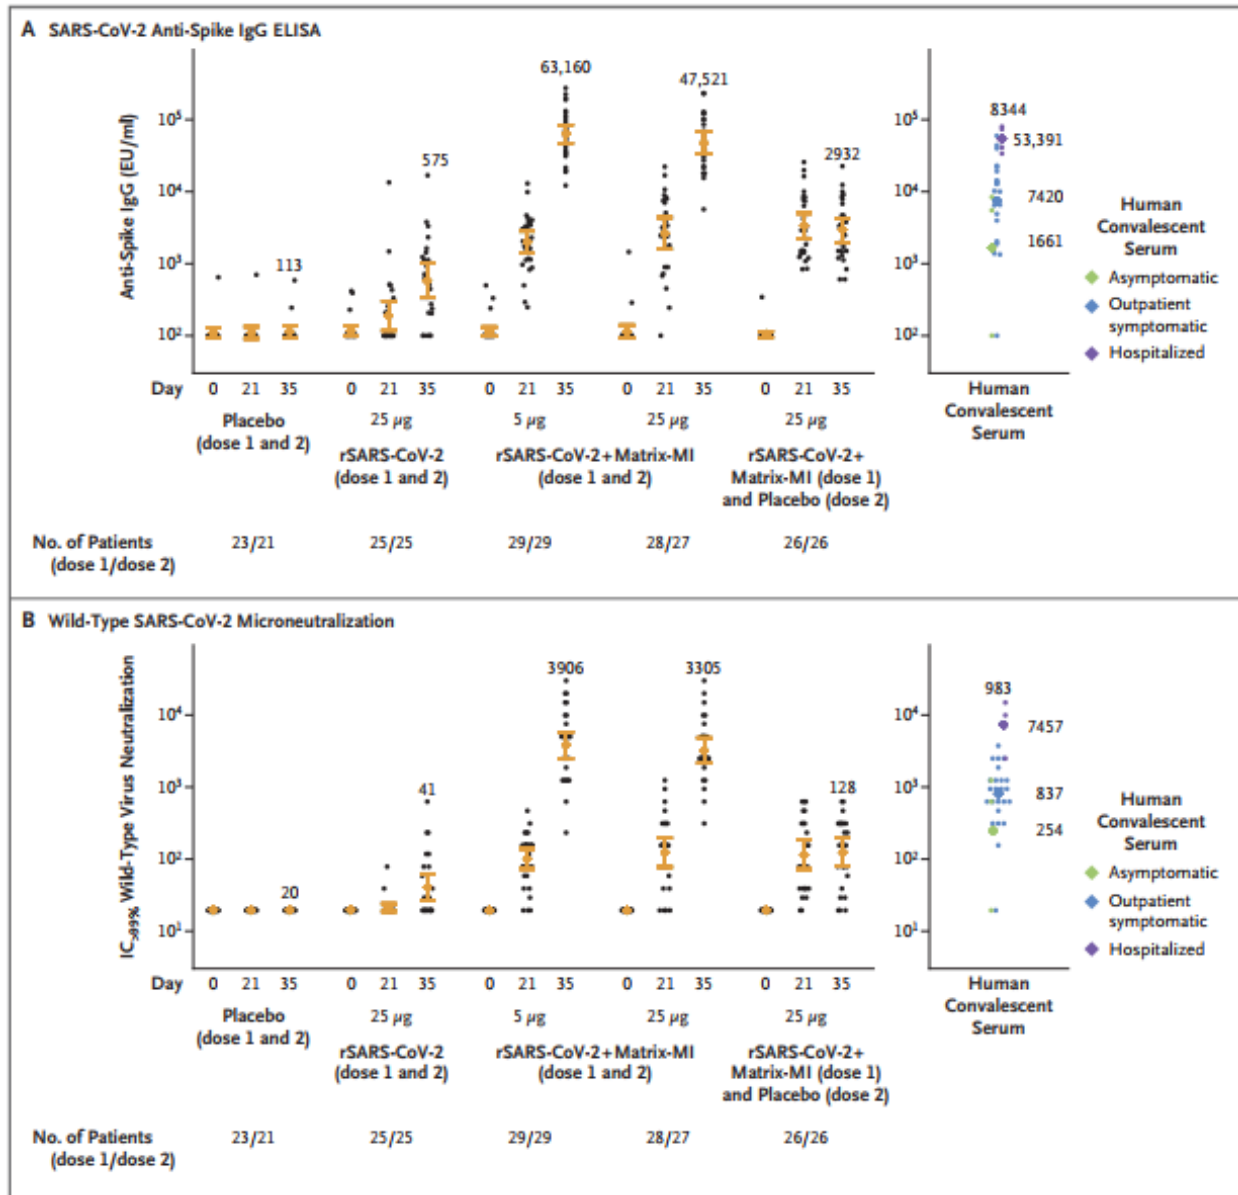 A SARS-CoV-2 Anti-Spike IgG ELISA
Anti-Spike IgG (EU/ml)
10⁵
10⁴
10³
10²
113
575
63,160
47,521
2932
Day 0 21 35 0 21 35 0 21 35 0 21 35 0 21 35
Placebo
(dose 1 and 2)
25 µg
rSARS-CoV-2
(dose 1 and 2)
5 µg
25 µg
rSARS-CoV-2+Matrix-MI
(dose 1 and 2)
25 µg
rSARS-CoV-2+
Matrix-MI (dose 1)
and Placebo (dose 2)
No. of Patients
(dose 1/dose 2)
23/21 25/25 29/29 28/27 26/26
10⁵
10⁴
10³
10²
8344
53,391
7420
1661
Human
Convalescent
Serum
Human
Convalescent
Serum
Asymptomatic
Outpatient
symptomatic
Hospitalized
B Wild-Type SARS-CoV-2 Microneutralization
IC>99% Wild-Type Virus Neutralization
10⁴
10³
10²
10¹
20
41
3906
3305
128
Day 0 21 35 0 21 35 0 21 35 0 21 35 0 21 35
Placebo
(dose 1 and 2)
25 µg
rSARS-CoV-2
(dose 1 and 2)
5 µg
25 µg
rSARS-CoV-2+Matrix-MI
(dose 1 and 2)
25 µg
rSARS-CoV-2+
Matrix-MI (dose 1)
and Placebo (dose 2)
No. of Patients
(dose 1/dose 2)
23/21 25/25 29/29 28/27 26/26
10⁴
10³
10²
10¹
983
7457
837
254
Human
Convalescent
Serum
Human
Convalescent
Serum
Asymptomatic
Outpatient
symptomatic
Hospitalized